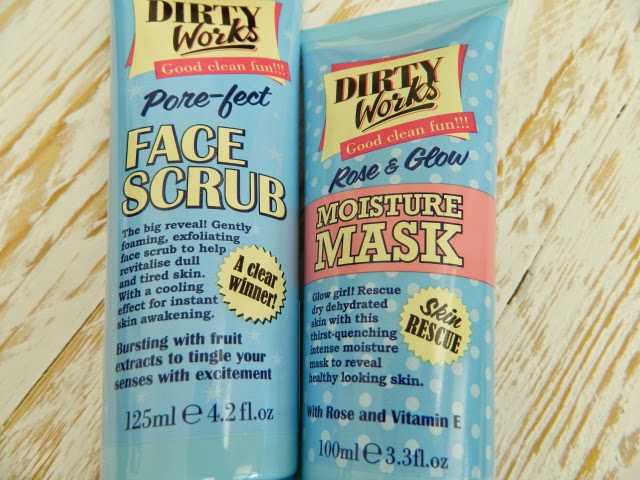 DIRTY
Works
Good clean fun!!!
Pore-fect
FACE
SCRUB
The big reveal! Gently
foaming, exfoliating
face scrub to help
revitalise dull
and tired skin.
With a cooling
effect for instant
skin awakening.
A clear
winner!
Bursting with fruit
extracts to tingle your
senses with excitement
125ml e 4.2fl.oz
DIRTY
Works
Good clean fun!!!
Rose & Glow
MOISTURE
MASK
Glow girl! Rescue
dry dehydrated
skin with this
thirst-quenching
intense moisture
mask to reveal
healthy looking skin.
Skin
RESCUE
With Rose and Vitamin E
100ml e 3.3fl.oz